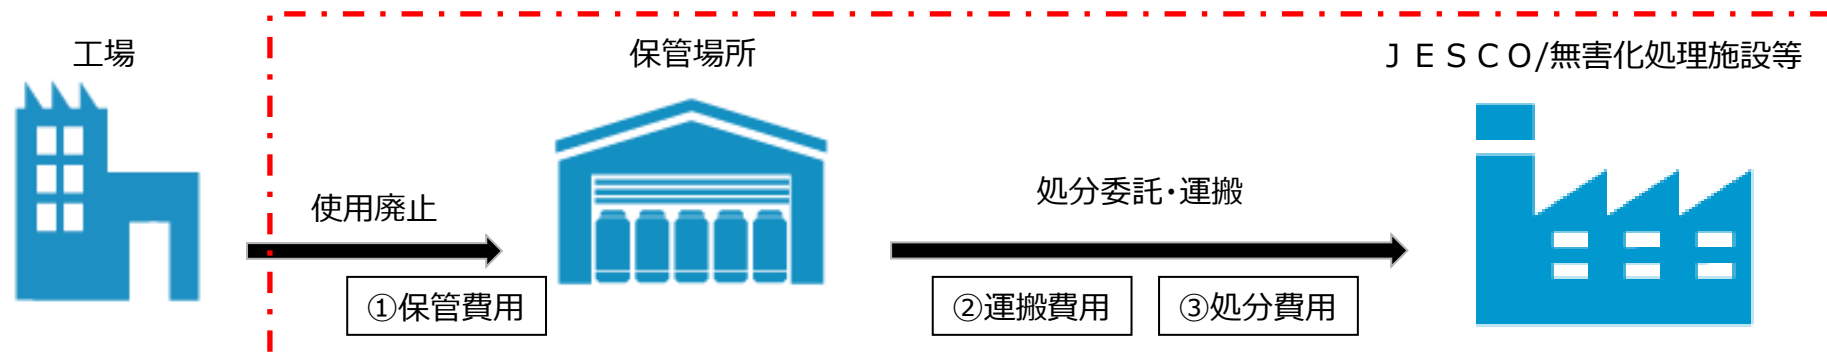 工場
保管場所
ＪＥＳＣＯ/無害化処理施設等
使用廃止
処分委託・運搬
①保管費用
②運搬費用
③処分費用